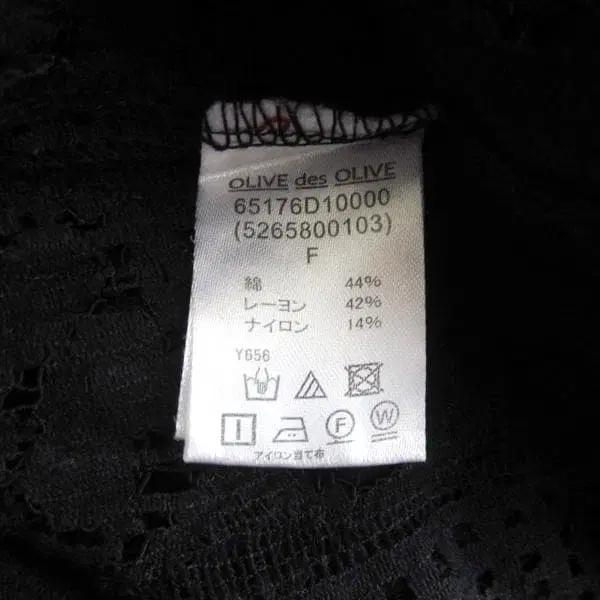 OLIVE des OLIVE
65176D10000
(5265800103)
F
綿 44%
レーヨン 42%
ナイロン 14%
Y656
F W
アイロン当て布